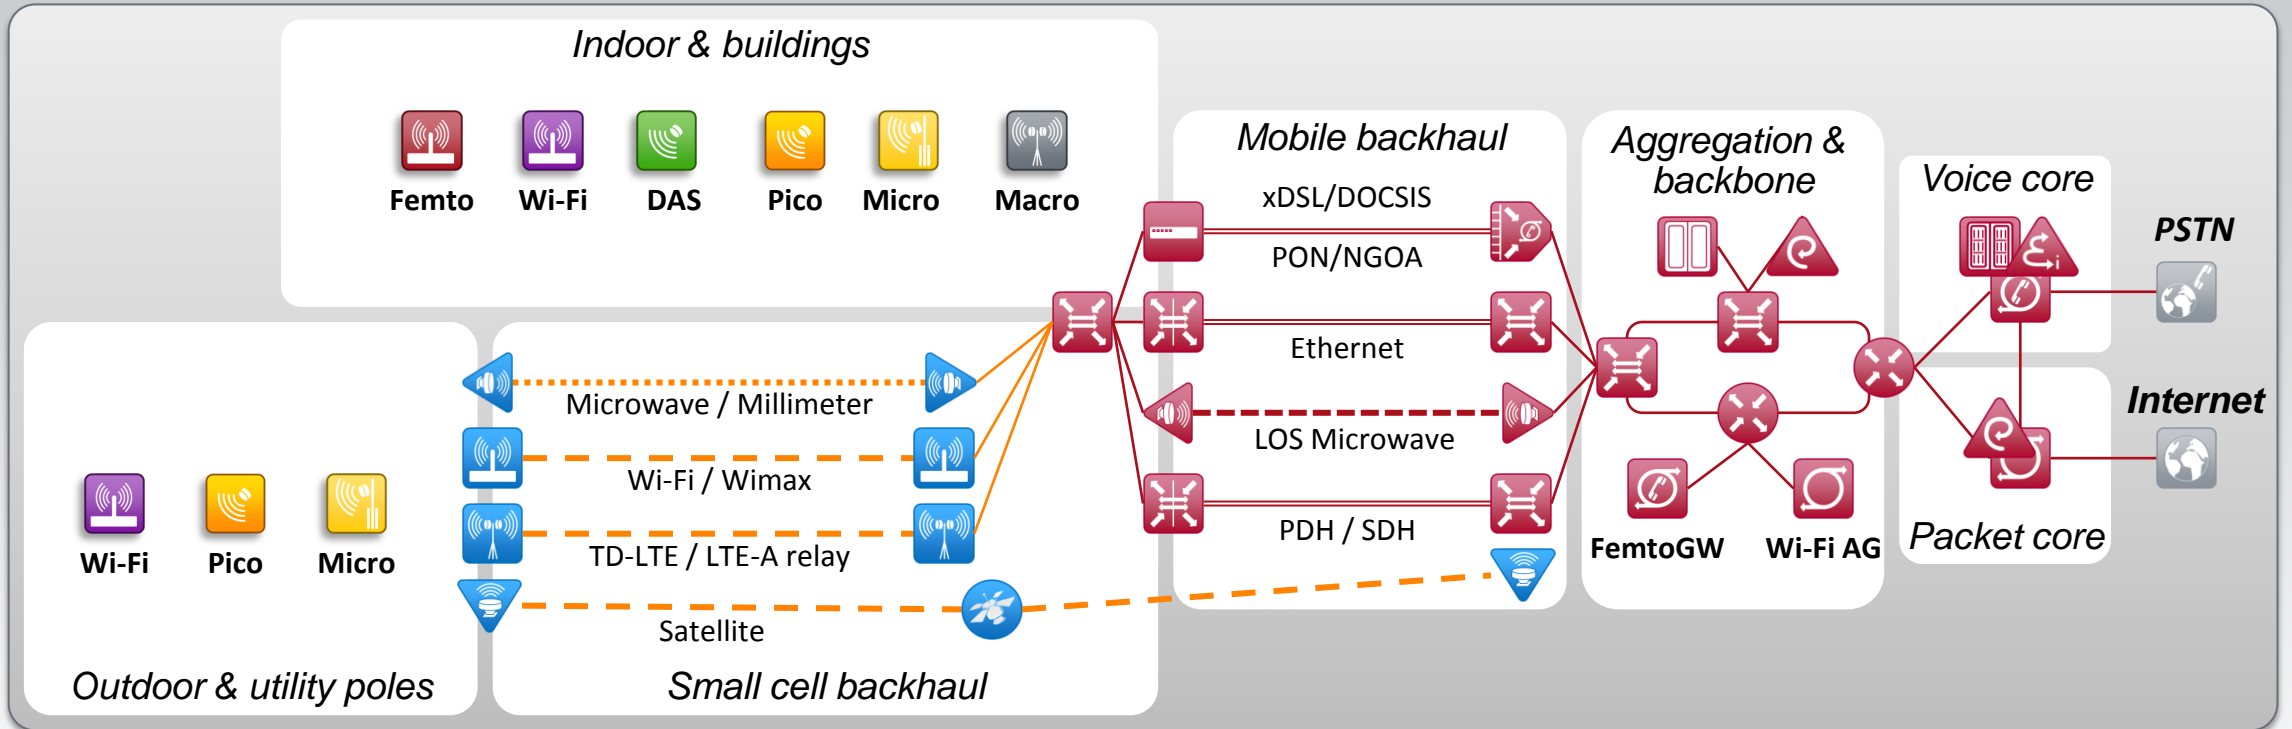 Indoor & buildings
Femto
Wi-Fi
DAS
Pico
Micro
Macro
Mobile backhaul
xDSL/DOCSIS
PON/NGOA
Ethernet
LOS Microwave
PDH / SDH
Aggregation &
backbone
FemtoGW
Wi-Fi AG
Voice core
PSTN
Internet
Packet core
Microwave / Millimeter
Wi-Fi / Wimax
TD-LTE / LTE-A relay
Satellite
Small cell backhaul
Wi-Fi
Pico
Micro
Outdoor & utility poles